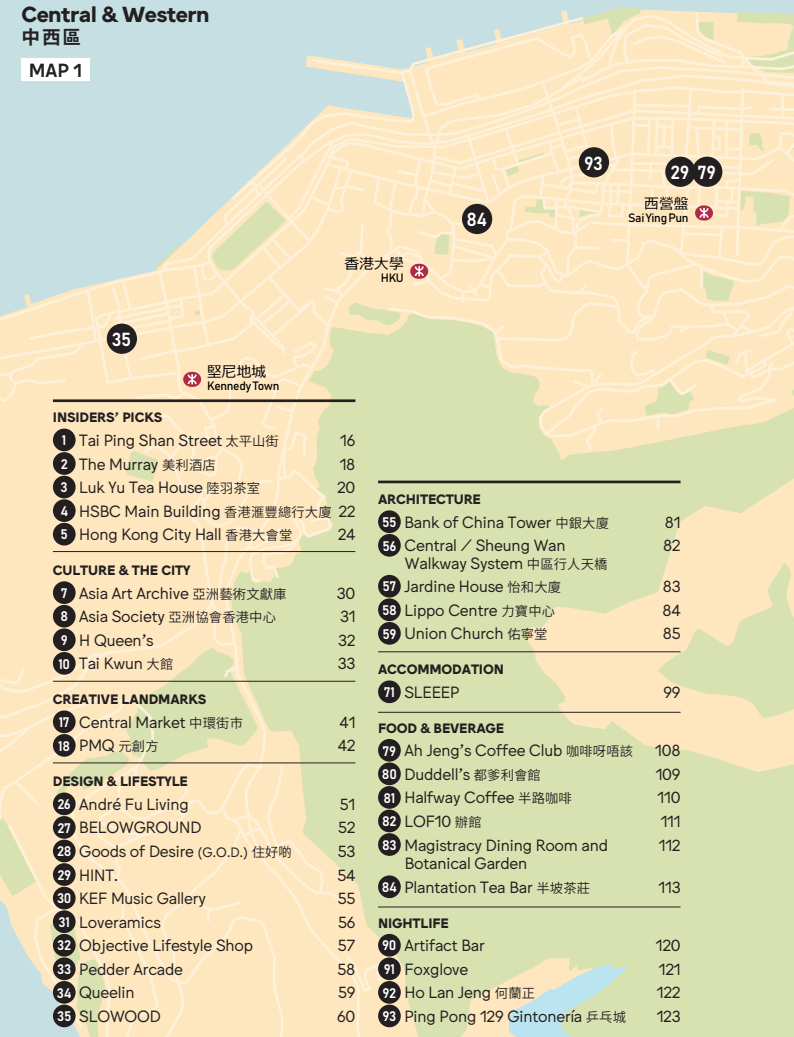 Central & Western
中西區
MAP 1
93
29
79
西營盤
Sai Ying Pun
84
香港大學
HKU
35
堅尼地城
Kennedy Town
INSIDERS' PICKS
1 Tai Ping Shan Street 太平山街 16
2 The Murray 美利酒店 18
3 Luk Yu Tea House 陸羽茶室 20
4 HSBC Main Building 香港滙豐總行大廈 22
5 Hong Kong City Hall 香港大會堂 24
CULTURE & THE CITY
7 Asia Art Archive 亞洲藝術文獻庫 30
8 Asia Society 亞洲協會香港中心 31
9 H Queen's 32
10 Tai Kwun 大館 33
CREATIVE LANDMARKS
17 Central Market 中環街市 41
18 PMQ 元創方 42
DESIGN & LIFESTYLE
26 André Fu Living 51
27 BELOWGROUND 52
28 Goods of Desire (G.O.D.) 住好啲 53
29 HINT. 54
30 KEF Music Gallery 55
31 Loveramics 56
32 Objective Lifestyle Shop 57
33 Pedder Arcade 58
34 Queelin 59
35 SLOWOOD 60
ARCHITECTURE
55 Bank of China Tower 中銀大廈 81
56 Central / Sheung Wan 82
Walkway System 中區行人天橋
57 Jardine House 怡和大廈 83
58 Lippo Centre 力寶中心 84
59 Union Church 佑寧堂 85
ACCOMMODATION
71 SLEEEP 99
FOOD & BEVERAGE
79 Ah Jeng's Coffee Club 咖啡呀唔該 108
80 Duddell's 都爹利會館 109
81 Halfway Coffee 半路咖啡 110
82 LOF10 辦館 111
83 Magistracy Dining Room and 112
Botanical Garden
84 Plantation Tea Bar 半坡茶莊 113
NIGHTLIFE
90 Artifact Bar 120
91 Foxglove 121
92 Ho Lan Jeng 何蘭正 122
93 Ping Pong 129 Gintonería 乒乓城 123